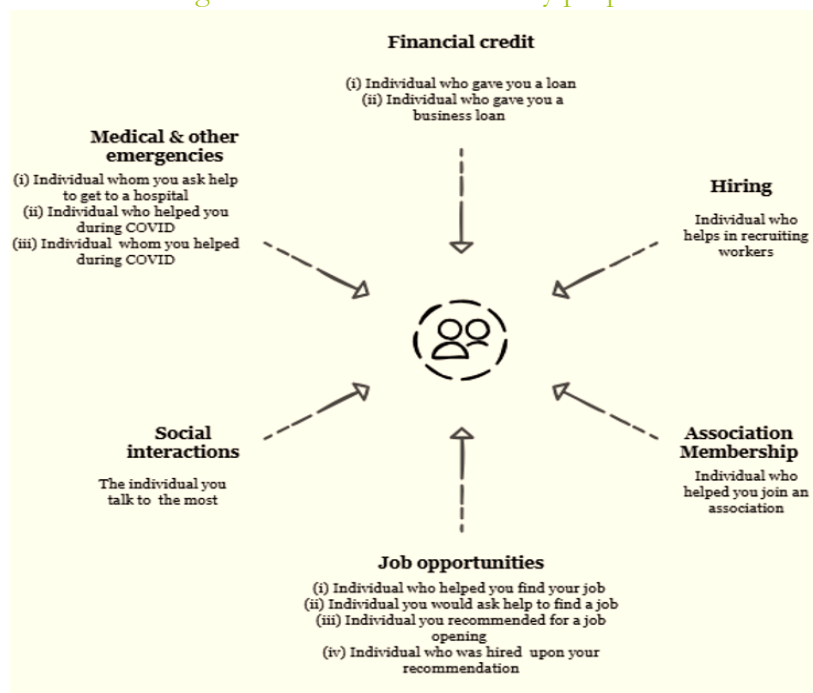 Financial credit
(i) Individual who gave you a loan
(ii) Individual who gave you a
business loan
Medical & other
emergencies
(i) Individual whom you ask help
to get to a hospital
(ii) Individual who helped you
during COVID
(iii) Individual whom you helped
during COVID
Hiring
Individual who
helps in recruiting
workers
Social
interactions
The individual you
talk to the most
Association
Membership
Individual who
helped you join an
association
Job opportunities
(i) Individual who helped you find your job
(ii) Individual you would ask help to find a job
(iii) Individual you recommended for a job
opening
(iv) Individual who was hired upon your
recommendation